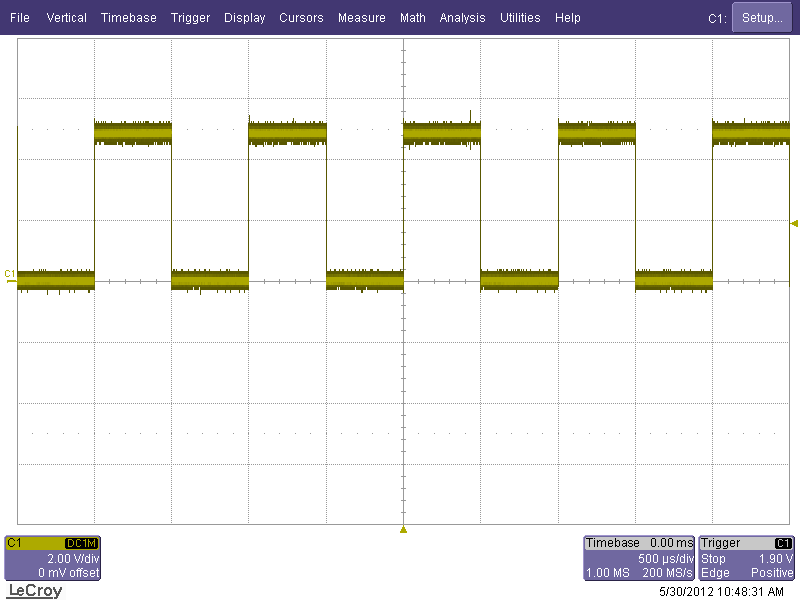 File Vertical Timebase Trigger Display Cursors Measure Math Analysis Utilities Help C1: Setup...
C1
C1 DC1M
2.00 V/div
0 mV offset
Timebase 0.00 ms
500 µs/div
1.00 MS 200 MS/s
Trigger C1
Stop 1.90 V
Edge Positive
LeCroy
5/30/2012 10:48:31 AM